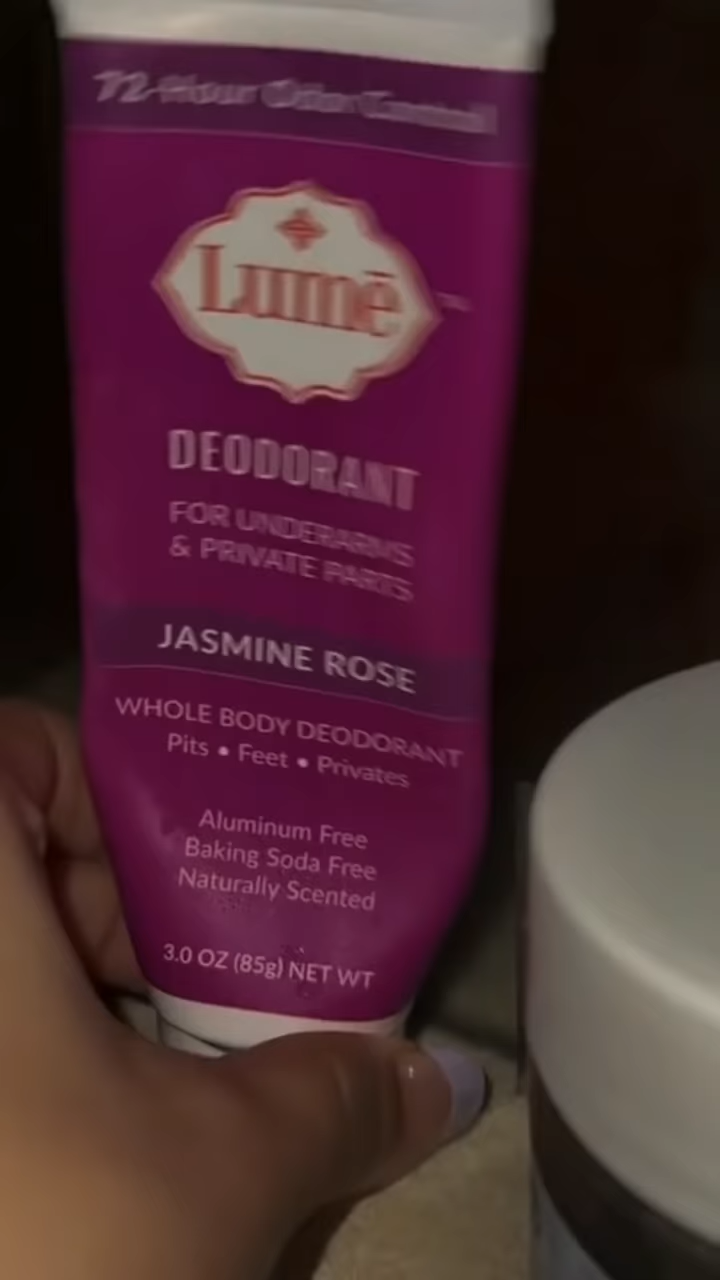 72-Hour Odor Control
Lumē
DEODORANT
FOR UNDERARMS
& PRIVATE PARTS
JASMINE ROSE
WHOLE BODY DEODORANT
Pits • Feet • Privates
Aluminum Free
Baking Soda Free
Naturally Scented
3.0 OZ (85g) NET WT